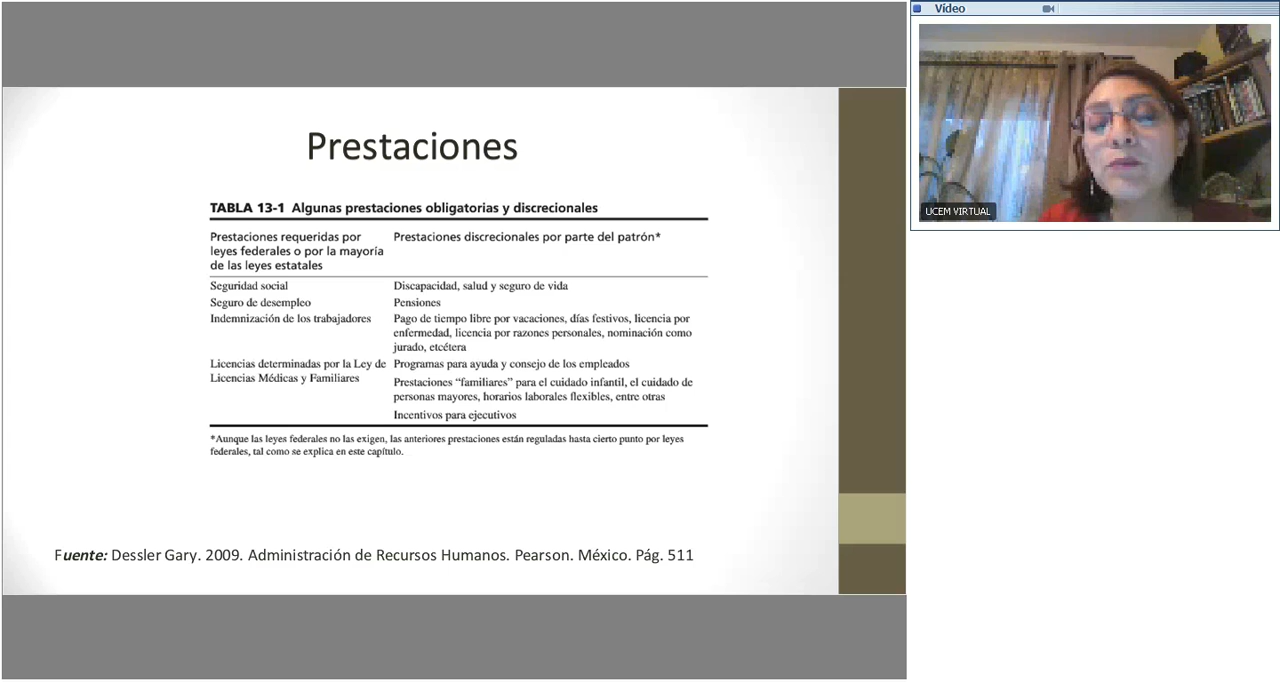 Vídeo
UCEM VIRTUAL
Prestaciones
TABLA 13-1 Algunas prestaciones obligatorias y discrecionales
Prestaciones requeridas por
leyes federales o por la mayoría
de las leyes estatales
Prestaciones discrecionales por parte del patrón*
Seguridad social
Discapacidad, salud y seguro de vida
Seguro de desempleo
Pensiones
Indemnización de los trabajadores
Pago de tiempo libre por vacaciones, días festivos, licencia por
enfermedad, licencia por razones personales, nominación como
jurado, etcétera
Licencias determinadas por la Ley de
Licencias Médicas y Familiares
Programas para ayuda y consejo de los empleados
Prestaciones “familiares” para el cuidado infantil, el cuidado de
personas mayores, horarios laborales flexibles, entre otras
Incentivos para ejecutivos
*Aunque las leyes federales no las exigen, las anteriores prestaciones están reguladas hasta cierto punto por leyes
federales, tal como se explica en este capítulo.
Fuente: Dessler Gary. 2009. Administración de Recursos Humanos. Pearson. México. Pág. 511